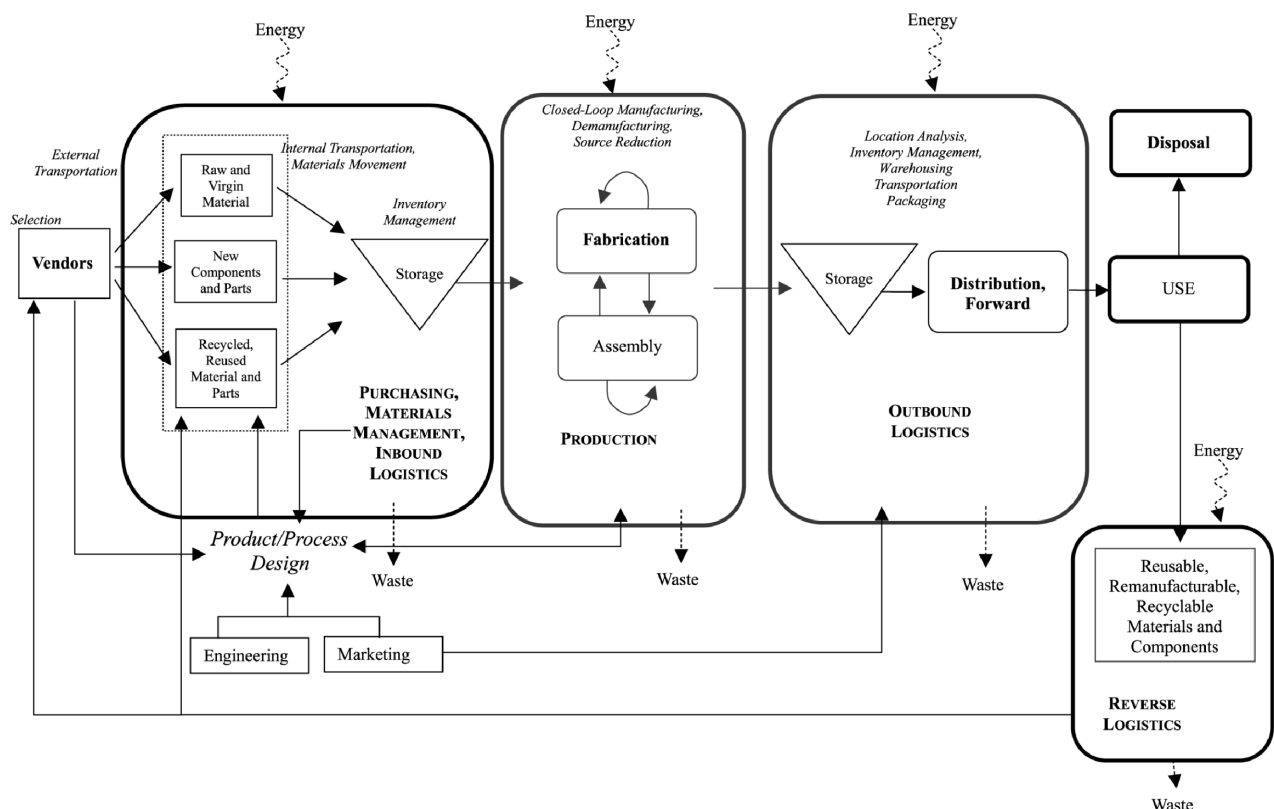 Energy
Energy
Energy
External
Transportation
Selection
Vendors
Raw and
Virgin
Material
New
Components
and Parts
Recycled,
Reused
Material and
Parts
Internal Transportation,
Materials Movement
Inventory
Management
Storage
PURCHASING,
MATERIALS
MANAGEMENT,
INBOUND
LOGISTICS
Closed-Loop Manufacturing,
Demanufacturing,
Source Reduction
Fabrication
Assembly
PRODUCTION
Location Analysis,
Inventory Management,
Warehousing
Transportation
Packaging
Storage
Distribution,
Forward
OUTBOUND
LOGISTICS
Disposal
USE
Energy
Reusable,
Remanufacturable,
Recyclable
Materials and
Components
REVERSE
LOGISTICS
Waste
Product/Process
Design
Waste
Waste
Waste
Engineering
Marketing